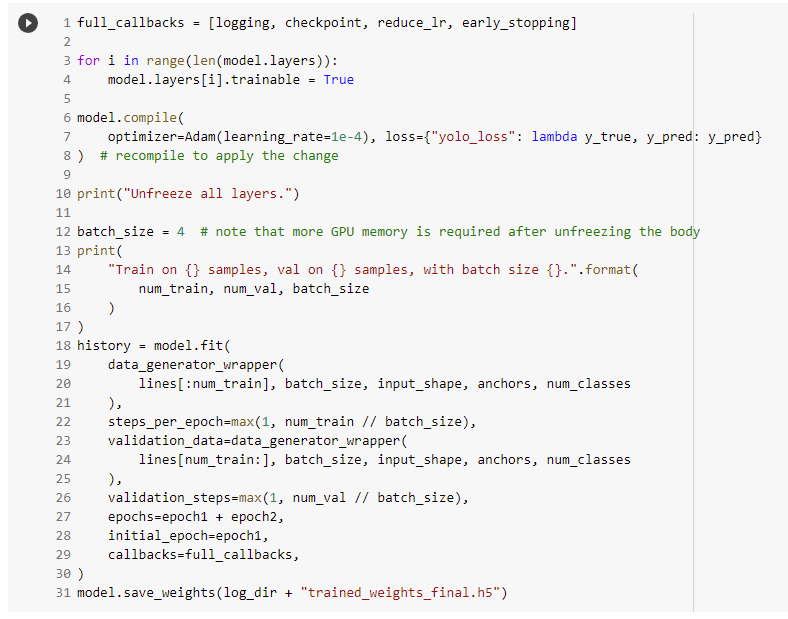 1 full_callbacks = [logging, checkpoint, reduce_lr, early_stopping]
2
3 for i in range(len(model.layers)):
4     model.layers[i].trainable = True
5
6 model.compile(
7     optimizer=Adam(learning_rate=1e-4), loss={"yolo_loss": lambda y_true, y_pred: y_pred}
8 )  # recompile to apply the change
9
10 print("Unfreeze all layers.")
11
12 batch_size = 4  # note that more GPU memory is required after unfreezing the body
13 print(
14     "Train on {} samples, val on {} samples, with batch size {}.".format(
15         num_train, num_val, batch_size
16     )
17 )
18 history = model.fit(
19     data_generator_wrapper(
20         lines[:num_train], batch_size, input_shape, anchors, num_classes
21     ),
22     steps_per_epoch=max(1, num_train // batch_size),
23     validation_data=data_generator_wrapper(
24         lines[num_train:], batch_size, input_shape, anchors, num_classes
25     ),
26     validation_steps=max(1, num_val // batch_size),
27     epochs=epoch1 + epoch2,
28     initial_epoch=epoch1,
29     callbacks=full_callbacks,
30 )
31 model.save_weights(log_dir + "trained_weights_final.h5")